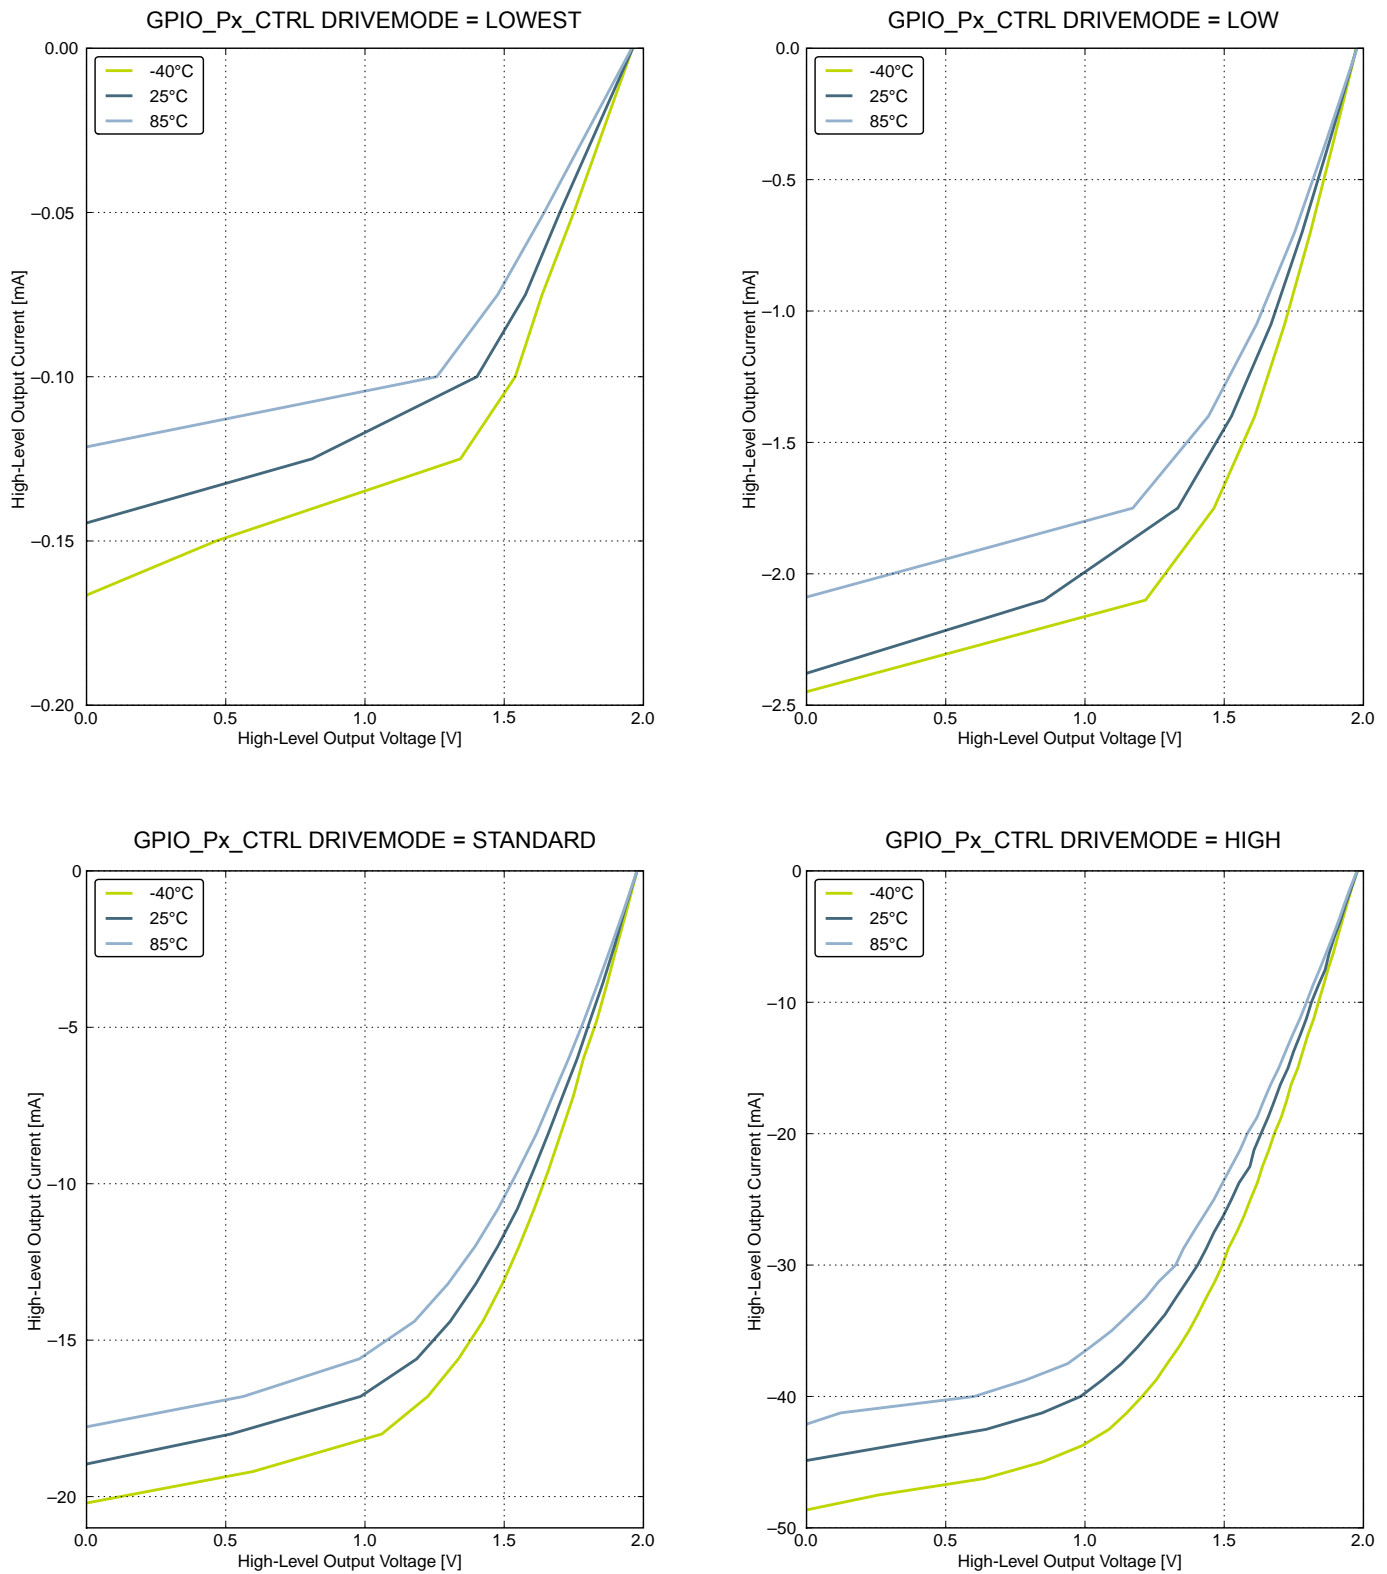 GPIO_Px_CTRL DRIVEMODE = LOWEST
0.00
–0.05
–0.10
–0.15
–0.20
High-Level Output Current [mA]
-40°C
25°C
85°C
0.0 0.5 1.0 1.5 2.0
High-Level Output Voltage [V]
GPIO_Px_CTRL DRIVEMODE = LOW
0.0
–0.5
–1.0
–1.5
–2.0
–2.5
High-Level Output Current [mA]
-40°C
25°C
85°C
0.0 0.5 1.0 1.5 2.0
High-Level Output Voltage [V]
GPIO_Px_CTRL DRIVEMODE = STANDARD
0
–5
–10
–15
–20
High-Level Output Current [mA]
-40°C
25°C
85°C
0.0 0.5 1.0 1.5 2.0
High-Level Output Voltage [V]
GPIO_Px_CTRL DRIVEMODE = HIGH
0
–10
–20
–30
–40
–50
High-Level Output Current [mA]
-40°C
25°C
85°C
0.0 0.5 1.0 1.5 2.0
High-Level Output Voltage [V]